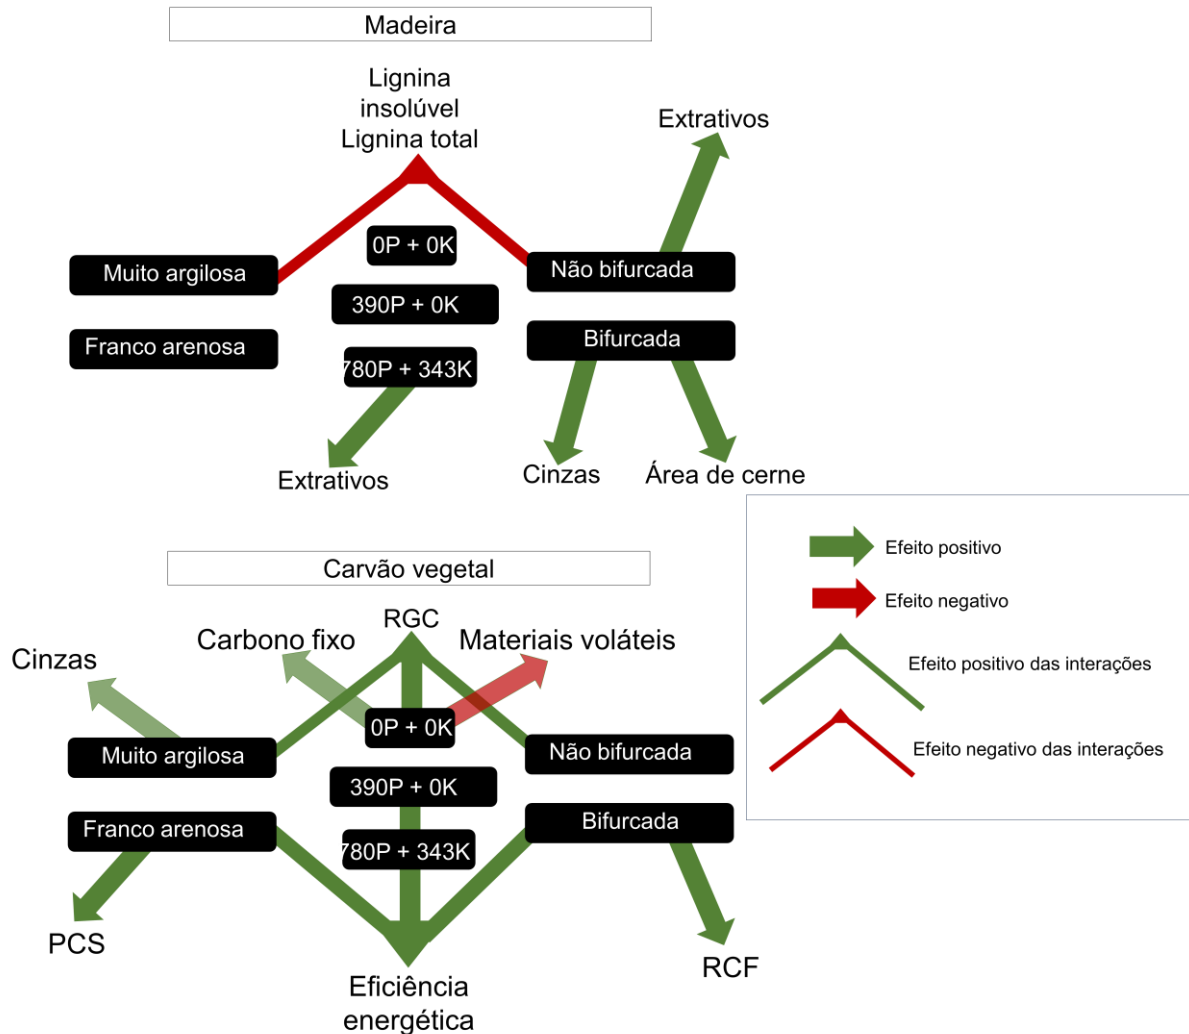 Madeira
Lignina
insolúvel
Lignina total
Extrativos
0P + 0K
Muito argilosa
Não bifurcada
390P + 0K
Franco arenosa
Bifurcada
780P + 343K
Extrativos
Cinzas
Área de cerne
Carvão vegetal
RGC
Carbono fixo
Materiais voláteis
Cinzas
0P + 0K
Muito argilosa
Não bifurcada
390P + 0K
Franco arenosa
Bifurcada
780P + 343K
PCS
RCF
Eficiência
energética
Efeito positivo
Efeito negativo
Efeito positivo das interações
Efeito negativo das interações